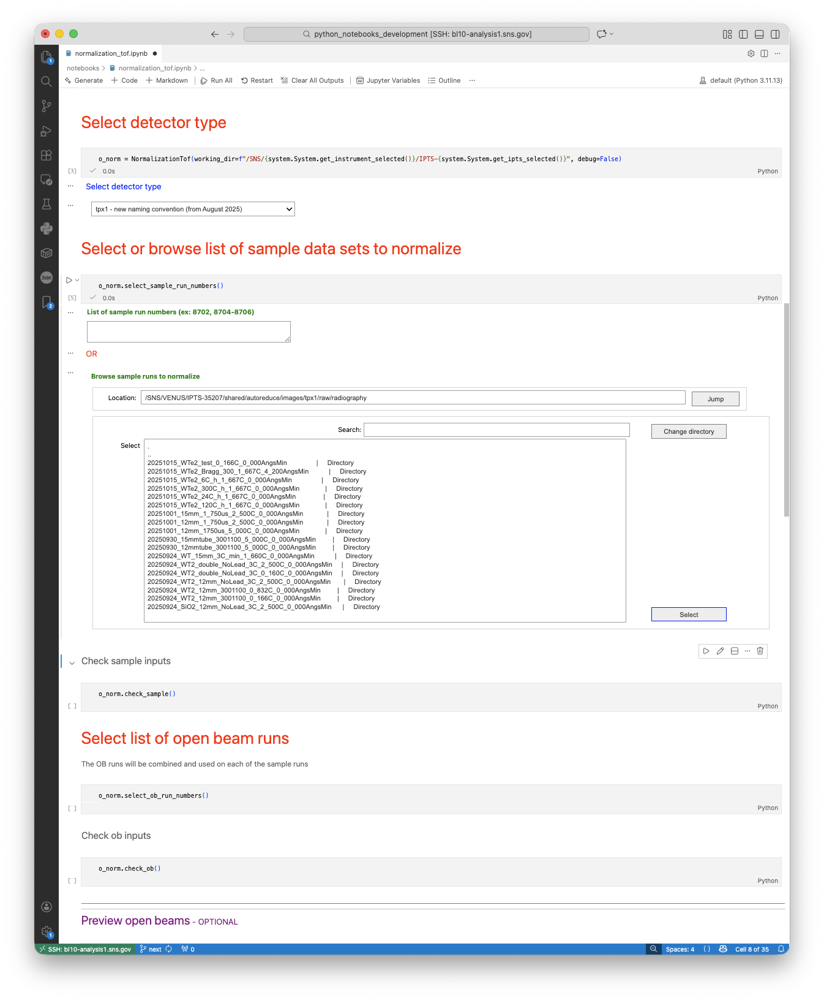 python_notebooks_development [SSH: bl10-analysis1.sns.gov]
normalization_tof.ipynb
notebooks > normalization_tof.ipynb > ...
Generate + Code + Markdown | Run All Restart Clear All Outputs | Jupyter Variables Outline ... default (Python 3.11.13)
1
Select detector type
o_norm = NormalizationTof(working_dir=f"/SNS/{system.System.get_instrument_selected()}/IPTS-{system.System.get_ipts_selected()}", debug=False)
[3] 0.0s Python
... Select detector type
... tpx1 - new naming convention (from August 2025)
Select or browse list of sample data sets to normalize
Json
o_norm.select_sample_run_numbers()
[5] 0.0s Python
2
... List of sample run numbers (ex: 8702, 8704-8706)
... OR
...
Browse sample runs to normalize
Location: /SNS/VENUS/IPTS-35207/shared/autoreduce/images/tpx1/raw/radiography Jump
Search: Change directory
Select .
..
20251015_WTe2_test_0_166C_0_000AngsMin | Directory
20251015_WTe2_Bragg_300_1_667C_4_200AngsMin | Directory
20251015_WTe2_6C_h_1_667C_0_000AngsMin | Directory
20251015_WTe2_300C_h_1_667C_0_000AngsMin | Directory
20251015_WTe2_24C_h_1_667C_0_000AngsMin | Directory
20251015_WTe2_120C_h_1_667C_0_000AngsMin | Directory
20251001_15mm_1_750us_2_500C_0_000AngsMin | Directory
20251001_12mm_1_750us_2_500C_0_000AngsMin | Directory
20251001_12mm_1750us_5_000C_0_000AngsMin | Directory
20250930_15mmtube_3001100_5_000C_0_000AngsMin | Directory
20250930_12mmtube_3001100_5_000C_0_000AngsMin | Directory
20250924_WT_15mm_3C_min_1_660C_0_000AngsMin | Directory
20250924_WT2_double_NoLead_3C_2_500C_0_000AngsMin | Directory
20250924_WT2_double_NoLead_3C_0_160C_0_000AngsMin | Directory
20250924_WT2_12mm_NoLead_3C_2_500C_0_000AngsMin | Directory
20250924_WT2_12mm_3001100_0_832C_0_000AngsMin | Directory
20250924_WT2_12mm_3001100_0_166C_0_000AngsMin | Directory
20250924_SiO2_12mm_NoLead_3C_2_500C_0_000AngsMin | Directory
Select
Check sample inputs
o_norm.check_sample()
[ ] Python
Select list of open beam runs
The OB runs will be combined and used on each of the sample runs
o_norm.select_ob_run_numbers()
[ ] Python
Check ob inputs
o_norm.check_ob()
[ ] Python
Preview open beams - OPTIONAL
1
SSH: bl10-analysis1.sns.gov next 0 Spaces: 4 { } Cell 8 of 35